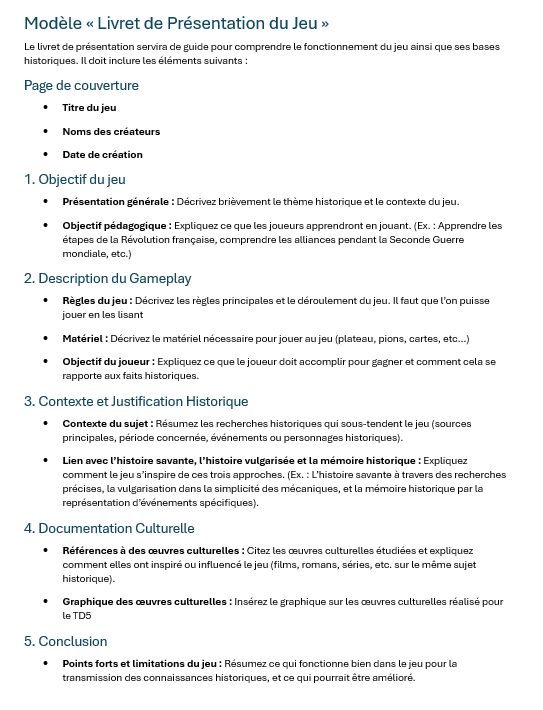 Modèle « Livret de Présentation du Jeu »
Le livret de présentation servira de guide pour comprendre le fonctionnement du jeu ainsi que ses bases
historiques. Il doit inclure les éléments suivants :
Page de couverture
• Titre du jeu
• Noms des créateurs
• Date de création
1. Objectif du jeu
• Présentation générale : Décrivez brièvement le thème historique et le contexte du jeu.
• Objectif pédagogique : Expliquez ce que les joueurs apprendront en jouant. (Ex. : Apprendre les
étapes de la Révolution française, comprendre les alliances pendant la Seconde Guerre
mondiale, etc.)
2. Description du Gameplay
• Règles du jeu : Décrivez les règles principales et le déroulement du jeu. Il faut que l’on puisse
jouer en les lisant
• Matériel : Décrivez le matériel nécessaire pour jouer au jeu (plateau, pions, cartes, etc...)
• Objectif du joueur : Expliquez ce que le joueur doit accomplir pour gagner et comment cela se
rapporte aux faits historiques.
3. Contexte et Justification Historique
• Contexte du sujet : Résumez les recherches historiques qui sous-tendent le jeu (sources
principales, période concernée, événements ou personnages historiques).
• Lien avec l’histoire savante, l’histoire vulgarisée et la mémoire historique : Expliquez
comment le jeu s’inspire de ces trois approches. (Ex. : L’histoire savante à travers des recherches
précises, la vulgarisation dans la simplicité des mécaniques, et la mémoire historique par la
représentation d’événements spécifiques).
4. Documentation Culturelle
• Références à des œuvres culturelles : Citez les œuvres culturelles étudiées et expliquez
comment elles ont inspiré ou influencé le jeu (films, romans, séries, etc. sur le même sujet
historique).
• Graphique des œuvres culturelles : Insérez le graphique sur les œuvres culturelles réalisé pour
le TD5
5. Conclusion
• Points forts et limitations du jeu : Résumez ce qui fonctionne bien dans le jeu pour la
transmission des connaissances historiques, et ce qui pourrait être amélioré.